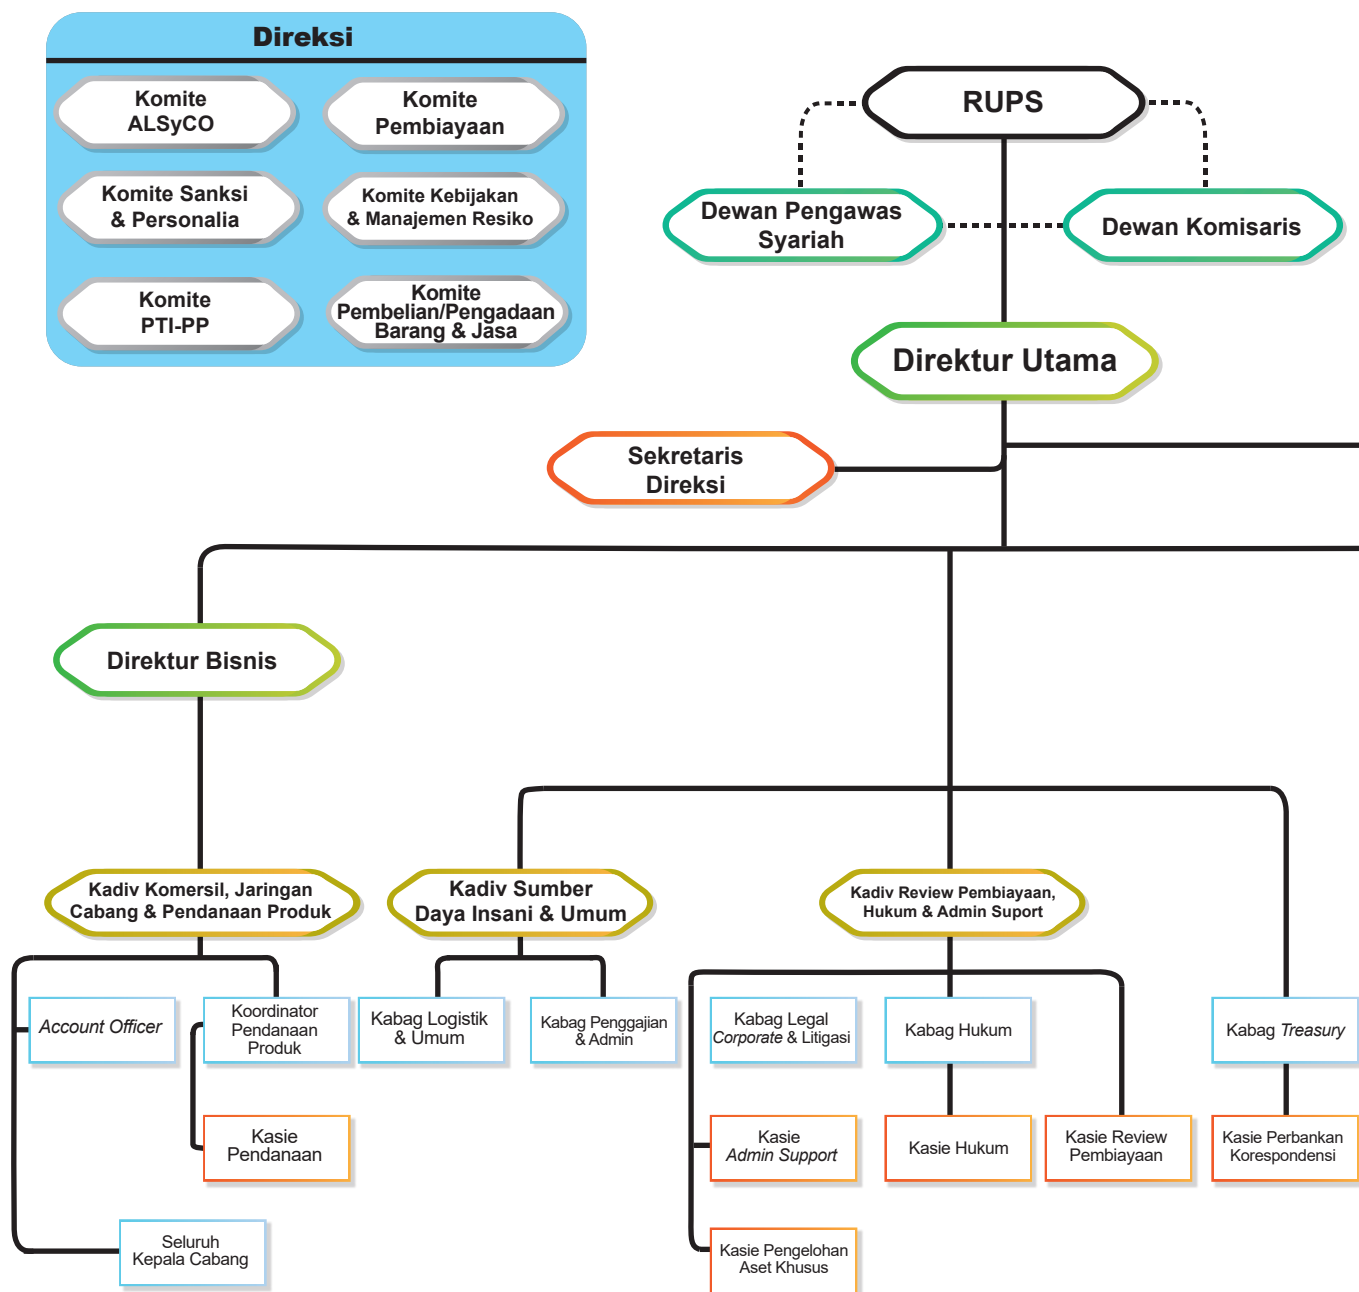 Direksi
Komite
ALSyCO
Komite
Pembiayaan
Komite Sanksi
& Personalia
Komite Kebijakan
& Manajemen Resiko
Komite
PTI-PP
Komite
Pembelian/Pengadaan
Barang & Jasa
RUPS
Dewan Pengawas
Syariah
Dewan Komisaris
Direktur Utama
Sekretaris
Direksi
Direktur Bisnis
Kadiv Komersil, Jaringan
Cabang & Pendanaan Produk
Kadiv Sumber
Daya Insani & Umum
Kadiv Review Pembiayaan,
Hukum & Admin Suport
Account Officer
Koordinator
Pendanaan
Produk
Kabag Logistik
& Umum
Kabag Penggajian
& Admin
Kabag Legal
Corporate & Litigasi
Kabag Hukum
Kabag Treasury
Kasie
Pendanaan
Kasie
Admin Support
Kasie Hukum
Kasie Review
Pembiayaan
Kasie Perbankan
Korespondensi
Seluruh
Kepala Cabang
Kasie Pengelohan
Aset Khusus